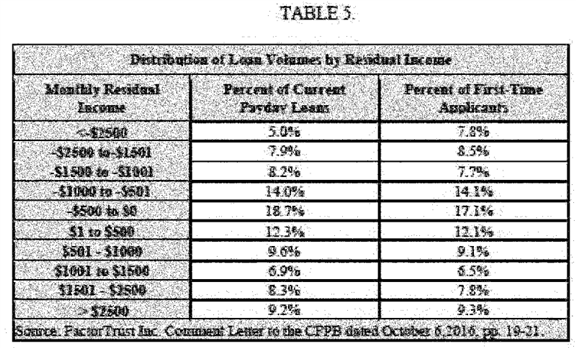 TABLE 5.
Distribution of Loan Volumes by Residual Income
Monthly Residual Income Percent of Current Payday Loans Percent of First-Time Applicants
<-$2500 5.0% 7.8%
-$2500 to -$1501 7.9% 8.5%
-$1500 to -$1001 8.2% 7.7%
-$1000 to -$501 14.0% 14.1%
-$500 to $0 18.7% 17.1%
$1 to $500 12.3% 12.1%
$501 - $1000 9.6% 9.1%
$1001 to $1500 6.9% 6.5%
$1501 - $2500 8.3% 7.8%
> $2500 9.2% 9.3%
Source: FactorTrust Inc. Comment Letter to the CFPB dated October 6,2016, pp. 19-21.